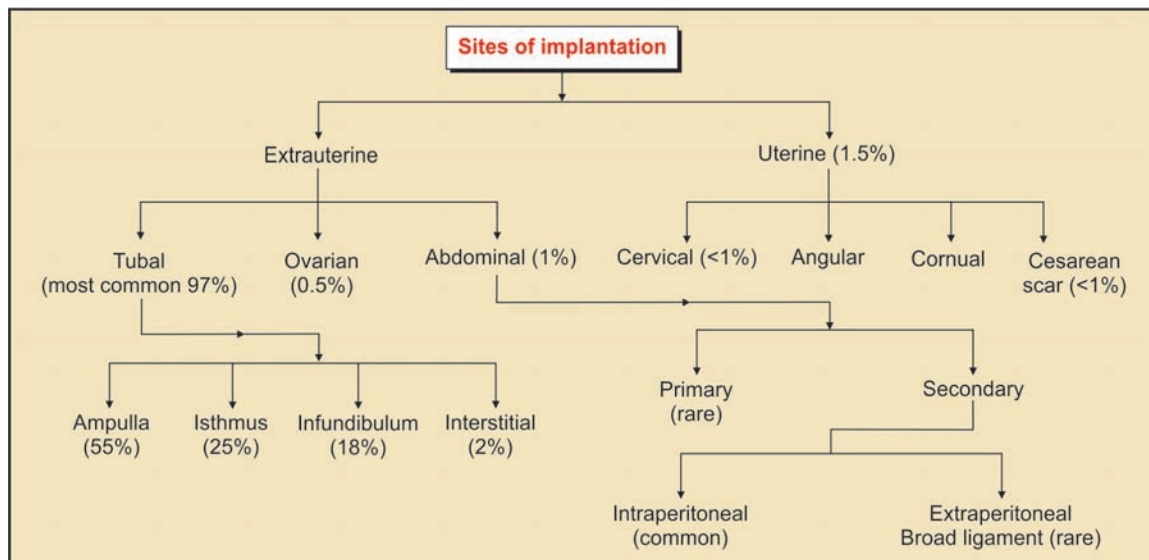 Sites of implantation
Extrauterine
Uterine (1.5%)
Tubal
(most common 97%)
Ovarian
(0.5%)
Abdominal (1%)
Cervical (<1%)
Angular
Cornual
Cesarean
scar (<1%)
Ampulla
(55%)
Isthmus
(25%)
Infundibulum
(18%)
Interstitial
(2%)
Primary
(rare)
Secondary
Intraperitoneal
(common)
Extraperitoneal
Broad ligament (rare)